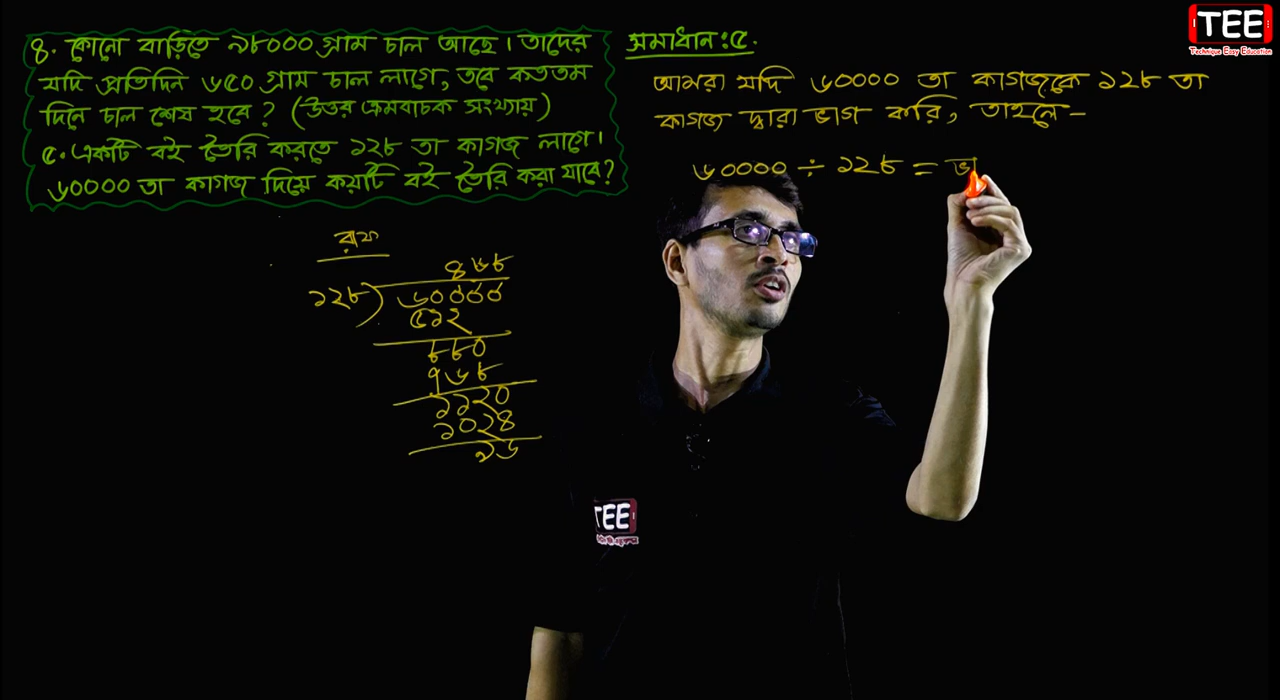 ৪. কোনো বাড়িতে ৯৮০০০ গ্রাম চাল আছে। তাদের
যদি প্রতিদিন ৬৫০ গ্রাম চাল লাগে, তবে কততম
দিনে চাল শেষ হবে? (উত্তর ক্রমবাচক সংখ্যায়)
৫. একটি বই তৈরি করতে ১২৮ তা কাগজ লাগে।
৬০০০০ তা কাগজ দিয়ে কয়টি বই তৈরি করা যাবে?
সমাধান: ৫.
আমরা যদি ৬০০০০ তা কাগজকে ১২৮ তা
কাগজ দ্বারা ভাগ করি, তাহলে-
৬০০০০ ÷ ১২৮ = ভা
রাফ
৪৬৮
১২৮) ৬০০০০
৫১২
৮৮০
৭৬৮
১১২০
১০২৪
৯৬
TEE
Technique Easy Education
TEE